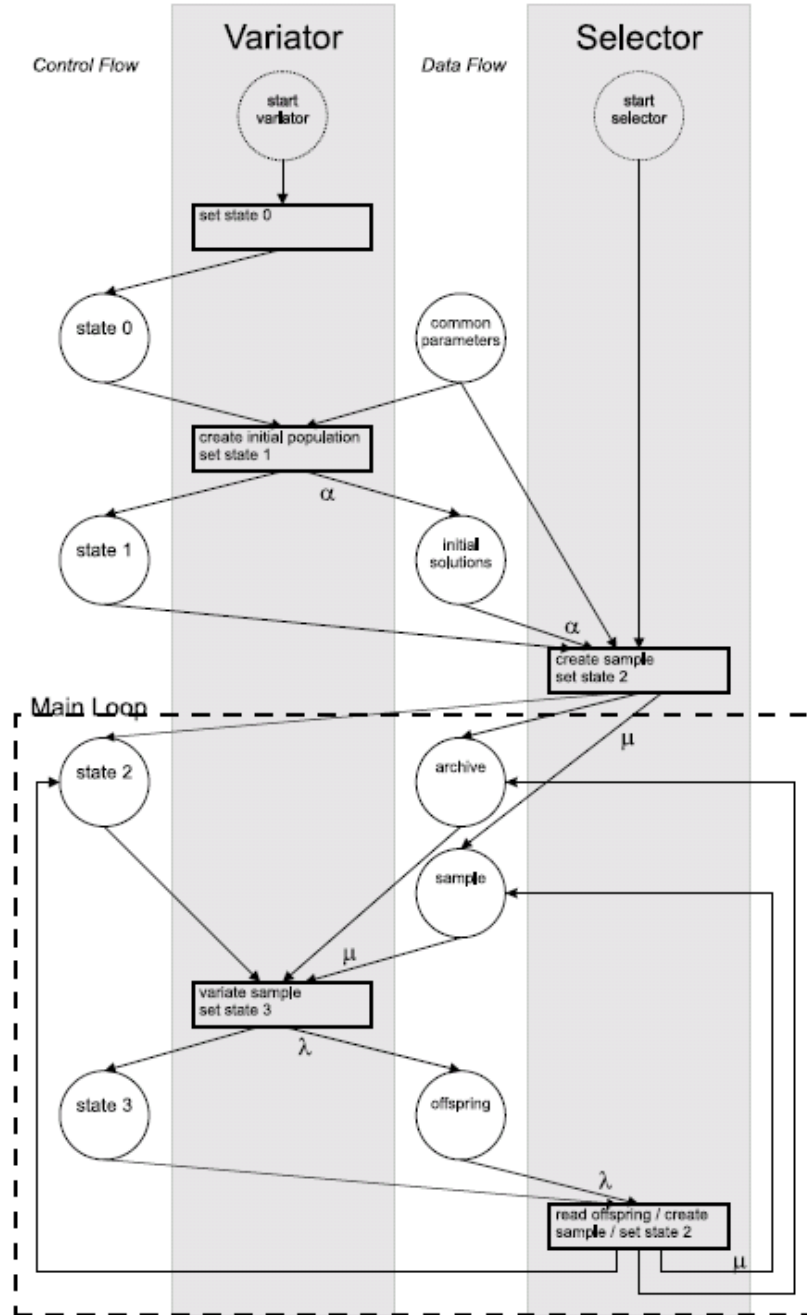 Variator
Selector
Control Flow
Data Flow
start
variator
start
selector
set state 0
state 0
common
parameters
create initial population
set state 1
α
state 1
initial
solutions
α
create sample
set state 2
Main Loop
μ
state 2
archive
sample
μ
variate sample
set state 3
λ
state 3
offspring
λ
read offspring / create
sample / set state 2
μ